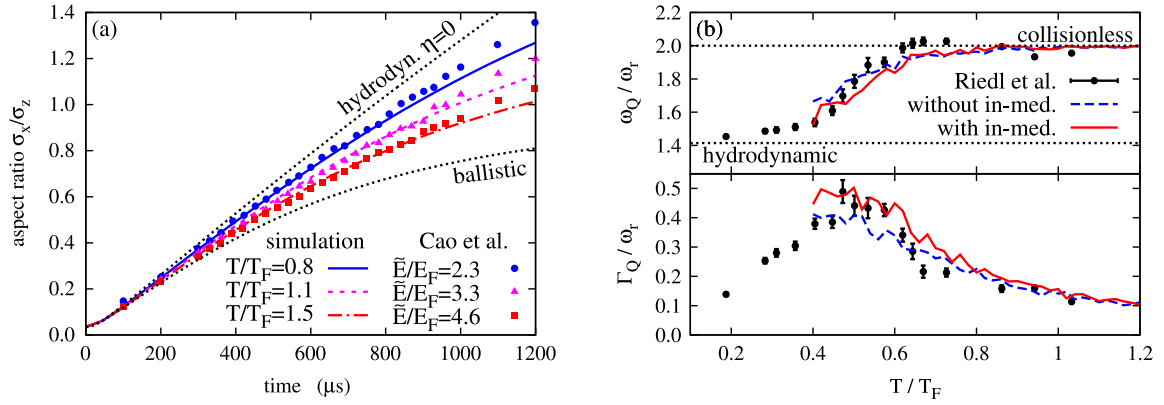 (a)
aspect ratio σx/σz
1.4
1.2
1.0
0.8
0.6
0.4
0.2
0.0
hydrodyn. η=0
ballistic
simulation
T/TF=0.8
T/TF=1.1
T/TF=1.5
Cao et al.
Ẽ/EF=2.3
Ẽ/EF=3.3
Ẽ/EF=4.6
0 200 400 600 800 1000 1200
time (μs)
(b)
ωQ / ωr
2.2
2.0
1.8
1.6
1.4
collisionless
Riedl et al.
without in-med.
with in-med.
hydrodynamic
ΓQ / ωr
0.5
0.4
0.3
0.2
0.1
0
0.2 0.4 0.6 0.8 1 1.2
T / TF